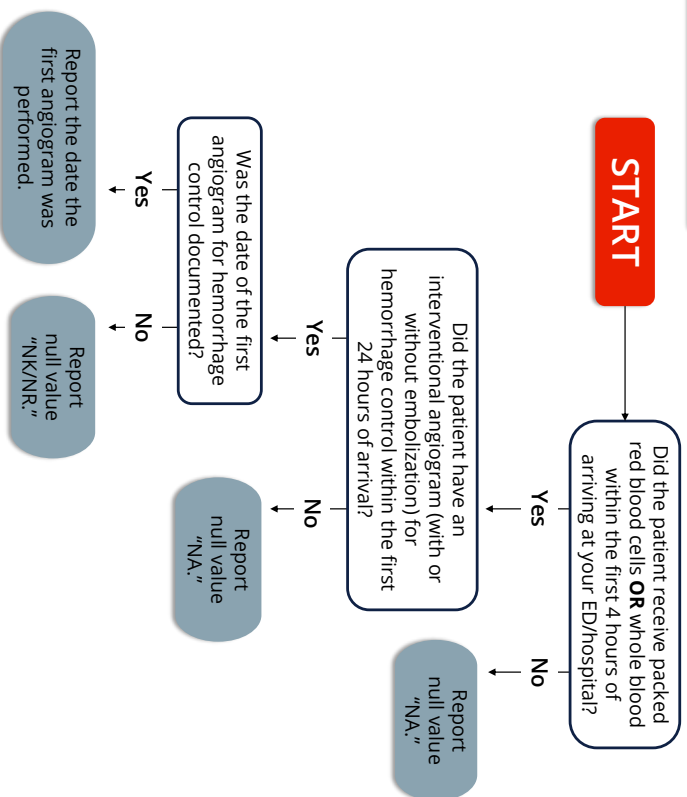 START
Did the patient receive packed
red blood cells OR whole blood
within the first 4 hours of
arriving at your ED/hospital?
Yes
No
Did the patient have an
interventional angiogram (with or
without embolization) for
hemorrhage control within the first
24 hours of arrival?
Report
null value
“NA.”
Yes
No
Was the date of the first
angiogram for hemorrhage
control documented?
Report
null value
“NA.”
Yes
No
Report the date the
first angiogram was
performed.
Report
null value
“NK/NR.”